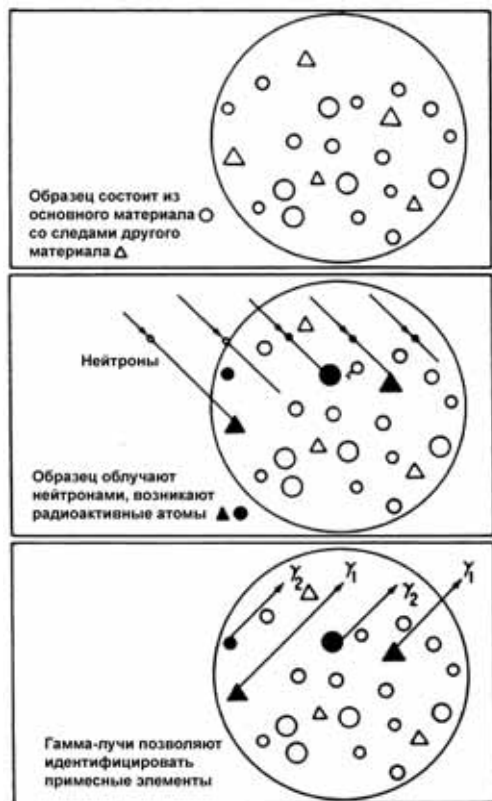 Образец состоит из
основного материала
со следами другого
материала
Нейтроны
Образец облучают
нейтронами, возникают
радиоактивные атомы
γ₂ γ₁ γ₂ γ₁
Гамма-лучи позволяют
идентифицировать
примесные элементы